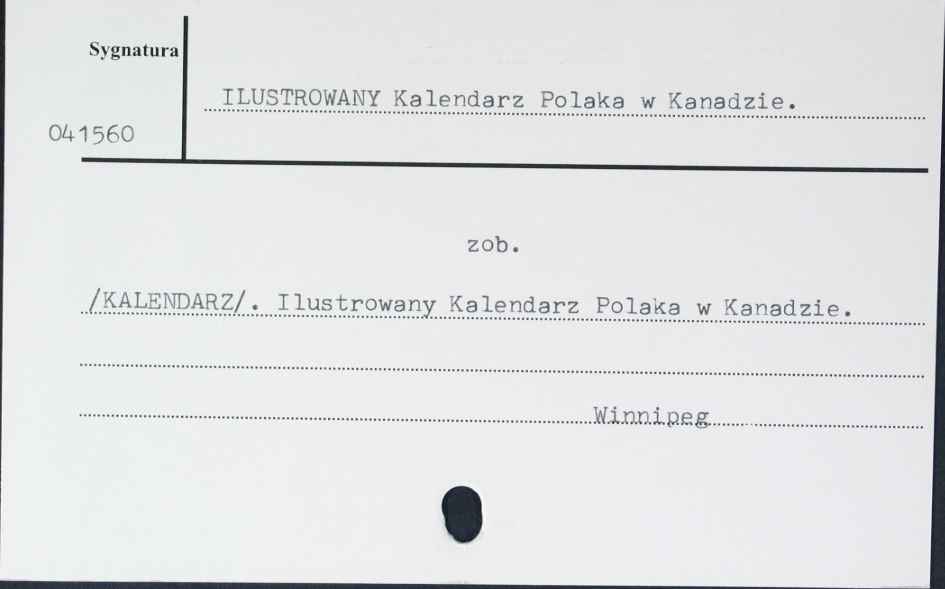 Sygnatura
ILUSTROWANY Kalendarz Polaka w Kanadzie.
041560
zob.
/KALENDARZ/. Ilustrowany Kalendarz Polaka w Kanadzie.
Winnipeg